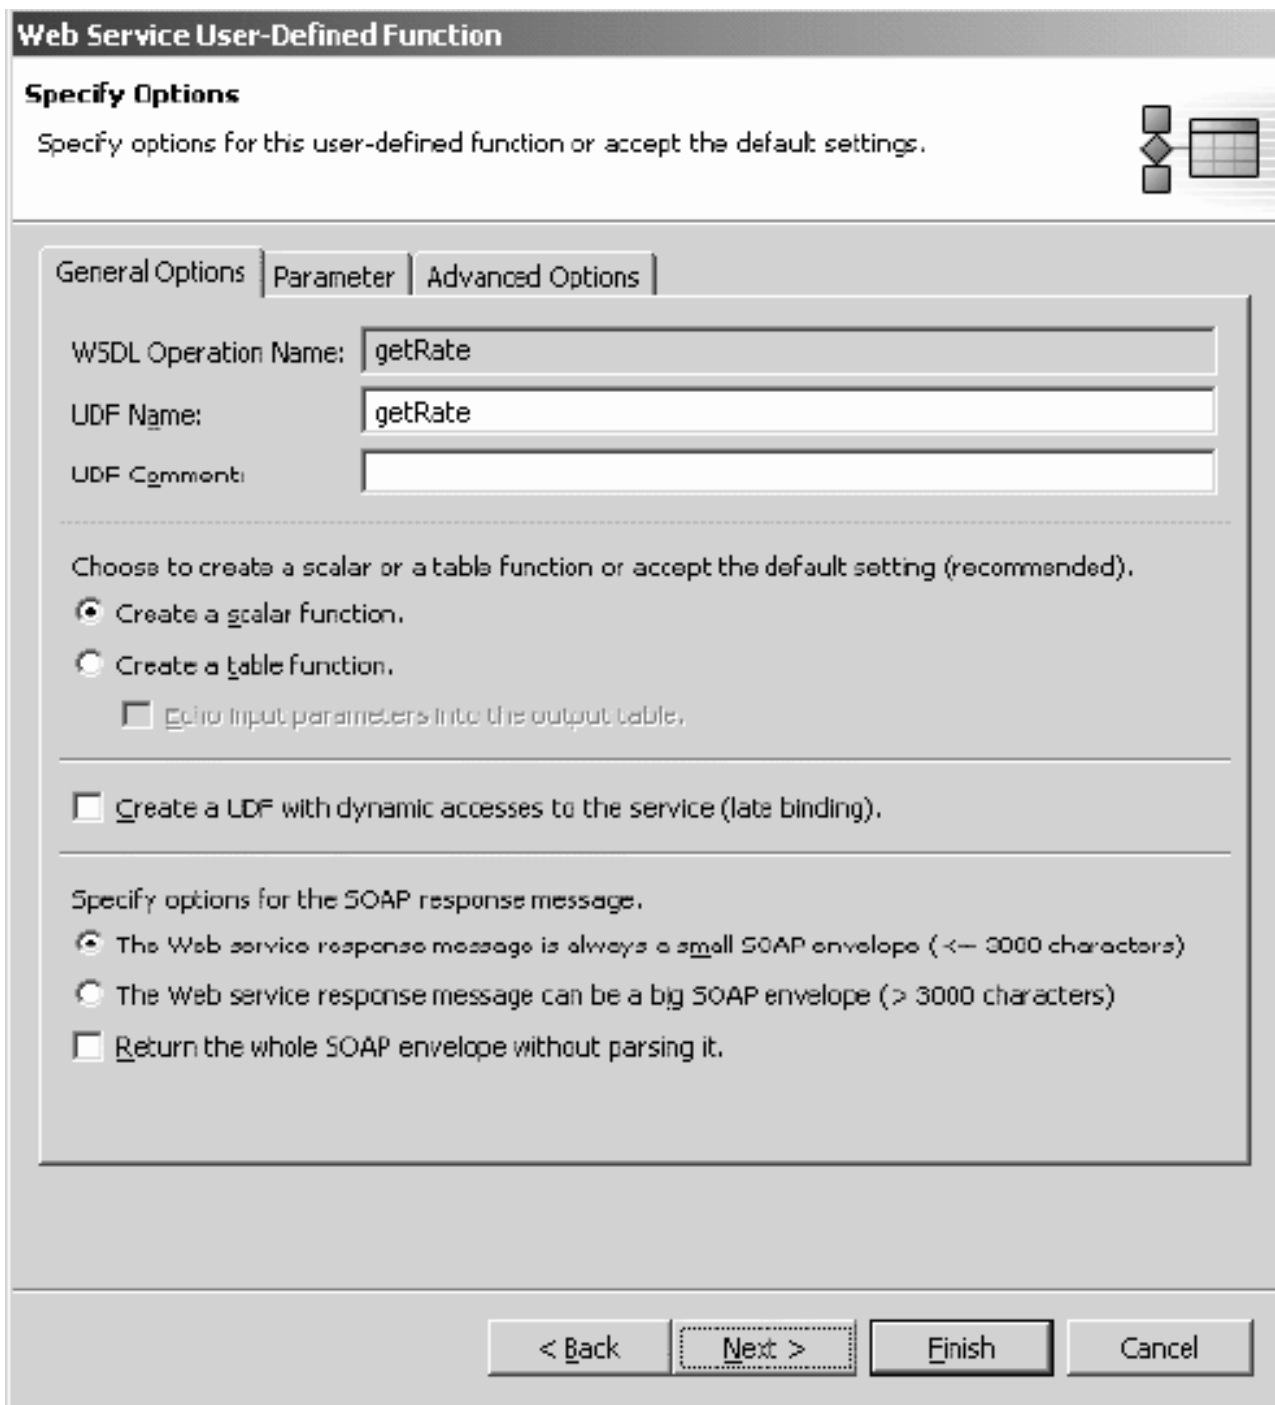 Web Service User-Defined Function
Specify Options
Specify options for this user-defined function or accept the default settings.
General Options
Parameter
Advanced Options
WSDL Operation Name: getRate
UDF Name: getRate
UDF Comment:
Choose to create a scalar or a table function or accept the default setting (recommended).
Create a scalar function.
Create a table function.
Echo input parameters into the output table.
Create a UDF with dynamic accesses to the service (late binding).
Specify options for the SOAP response message.
The Web service response message is always a small SOAP envelope (<= 3000 characters)
The Web service response message can be a big SOAP envelope (> 3000 characters)
Return the whole SOAP envelope without parsing it.
< Back
Next >
Finish
Cancel